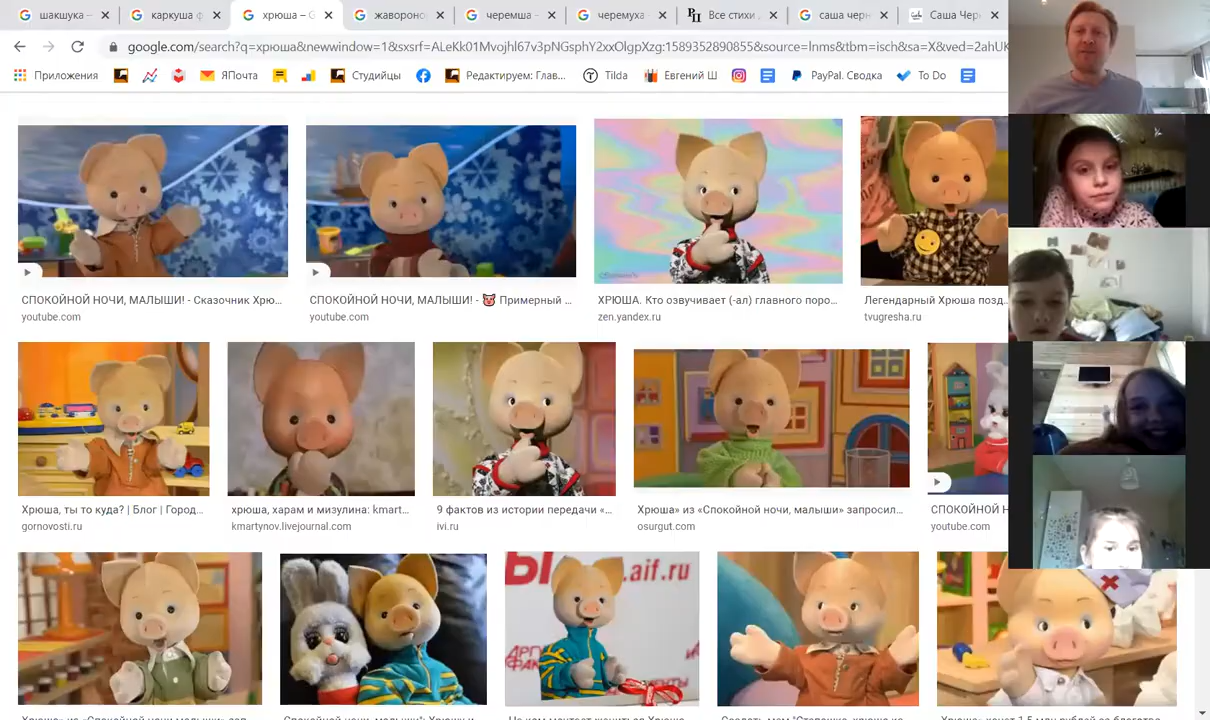 шакшука –
каркуша ф
хрюша – G
жавороно
черемша –
черемуха -
РП Все стихи д
саша черн
Саша Чере
google.com/search?q=хрюша&newwindow=1&sxsrf=ALeKk01Mvojhl67v3pNGsphY2xxOlgpXzg:1589352890855&source=lnms&tbm=isch&sa=X&ved=2ahUK
Приложения
ЯПочта
Студийцы
Редактируем: Глав...
Tilda
Евгений Ш
PayPal. Сводка
To Do
СПОКОЙНОЙ НОЧИ, МАЛЫШИ! - Сказочник Хрю...
youtube.com
СПОКОЙНОЙ НОЧИ, МАЛЫШИ! - 🐷 Примерный ...
youtube.com
ХРЮША. Кто озвучивает (-ал) главного поро...
zen.yandex.ru
Легендарный Хрюша позд
tvugresha.ru
Хрюша, ты то куда? | Блог | Город...
gornovosti.ru
хрюша, харам и мизулина: kmart...
kmartynov.livejournal.com
9 фактов из истории передачи «...
ivi.ru
Хрюша» из «Спокойной ночи, малыши» запросил...
osurgut.com
СПОКОЙНОЙ Н
youtube.com
Ы .aif.ru